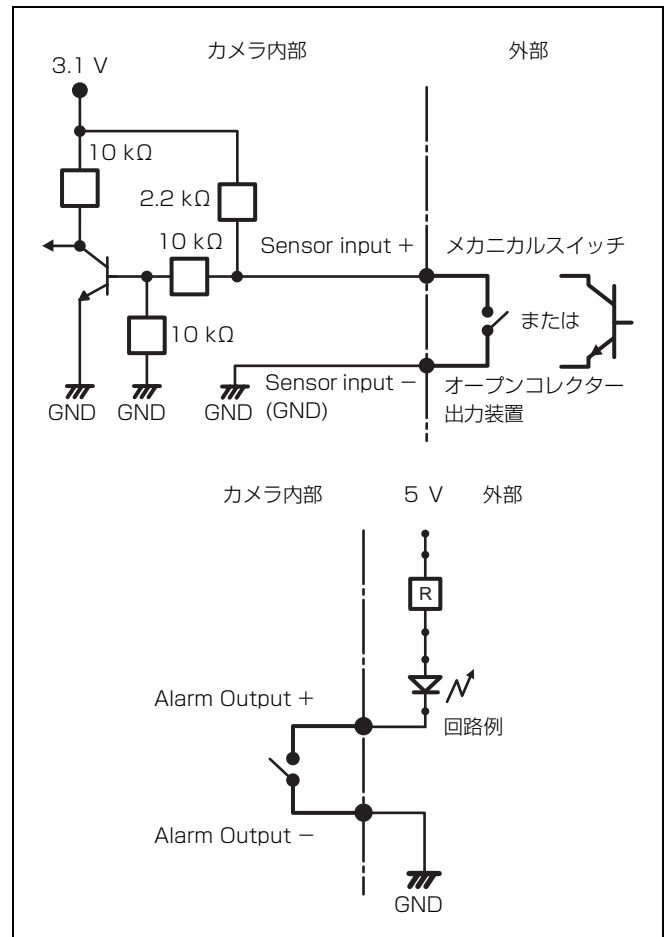 カメラ内部 外部
3.1 V
10 kΩ
2.2 kΩ
10 kΩ
Sensor input + メカニカルスイッチ
または
10 kΩ
Sensor input − オープンコレクター
GND GND GND (GND) 出力装置
カメラ内部 5 V 外部
R
Alarm Output +
回路例
Alarm Output −
GND